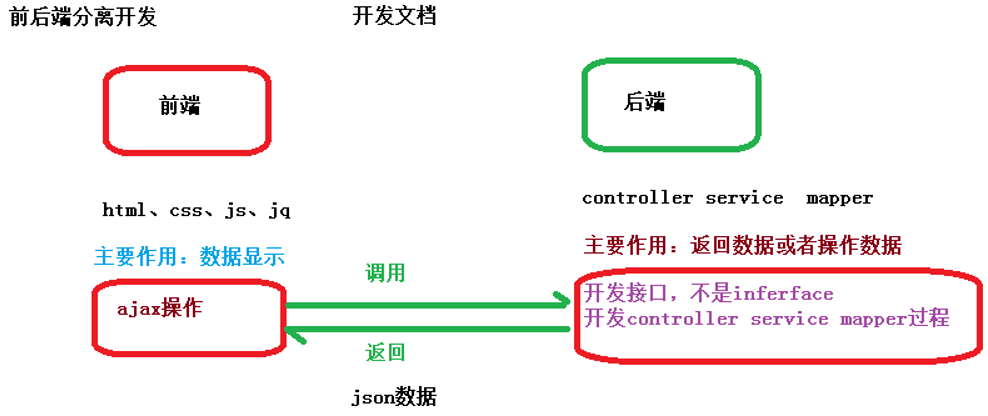 前后端分离开发
开发文档
前端
后端
html、css、js、jq
controller service mapper
主要作用：数据显示
主要作用：返回数据或者操作数据
调用
ajax操作
开发接口，不是inferface
开发controller service mapper过程
返回
json数据